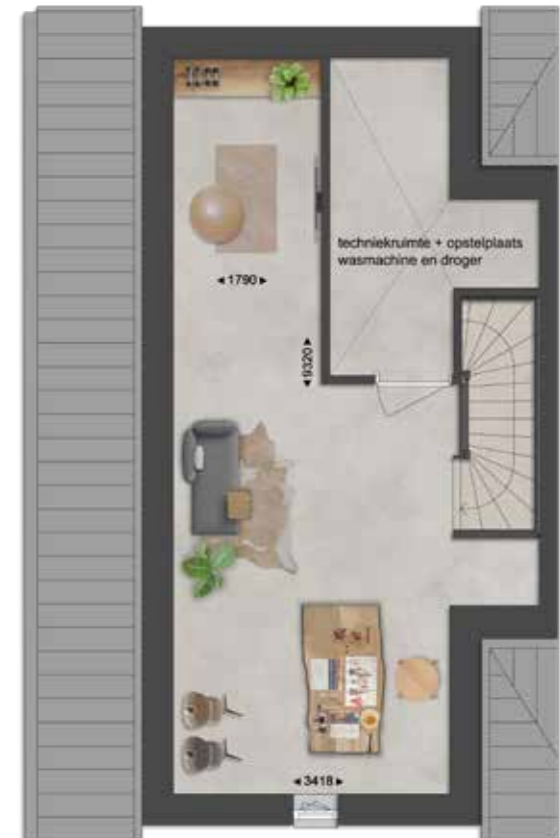 techniekruimte + opstelplaats
wasmachine en droger
◄1790►
◄9320►
◄3418►